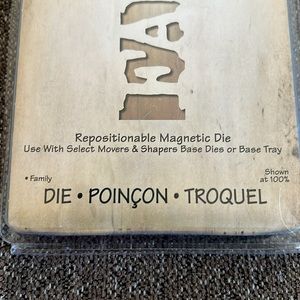 Repositionable Magnetic Die
Use With Select Movers & Shapers Base Dies or Base Tray
• Family
Shown
at 100%
DIE • POINÇON • TROQUEL